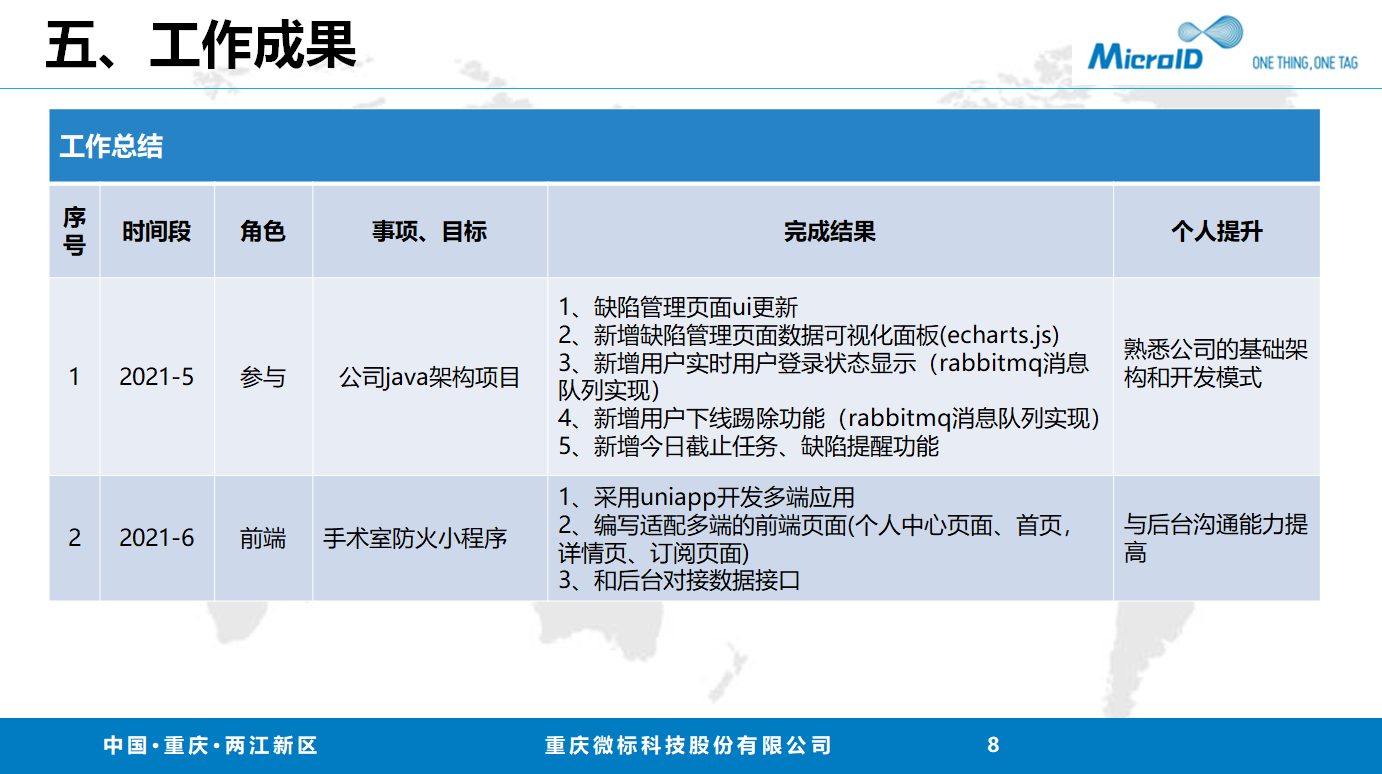 五、工作成果
MicroID
ONE THING, ONE TAG
工作总结
序号 时间段 角色 事项、目标 完成结果 个人提升
1 2021-5 参与 公司java架构项目
1、缺陷管理页面ui更新
2、新增缺陷管理页面数据可视化面板(echarts.js)
3、新增用户实时用户登录状态显示（rabbitmq消息
队列实现）
4、新增用户下线踢除功能（rabbitmq消息队列实现）
5、新增今日截止任务、缺陷提醒功能
熟悉公司的基础架
构和开发模式
2 2021-6 前端 手术室防火小程序
1、采用uniapp开发多端应用
2、编写适配多端的前端页面(个人中心页面、首页，
详情页、订阅页面)
3、和后台对接数据接口
与后台沟通能力提
高
中国·重庆·两江新区 重庆微标科技股份有限公司 8